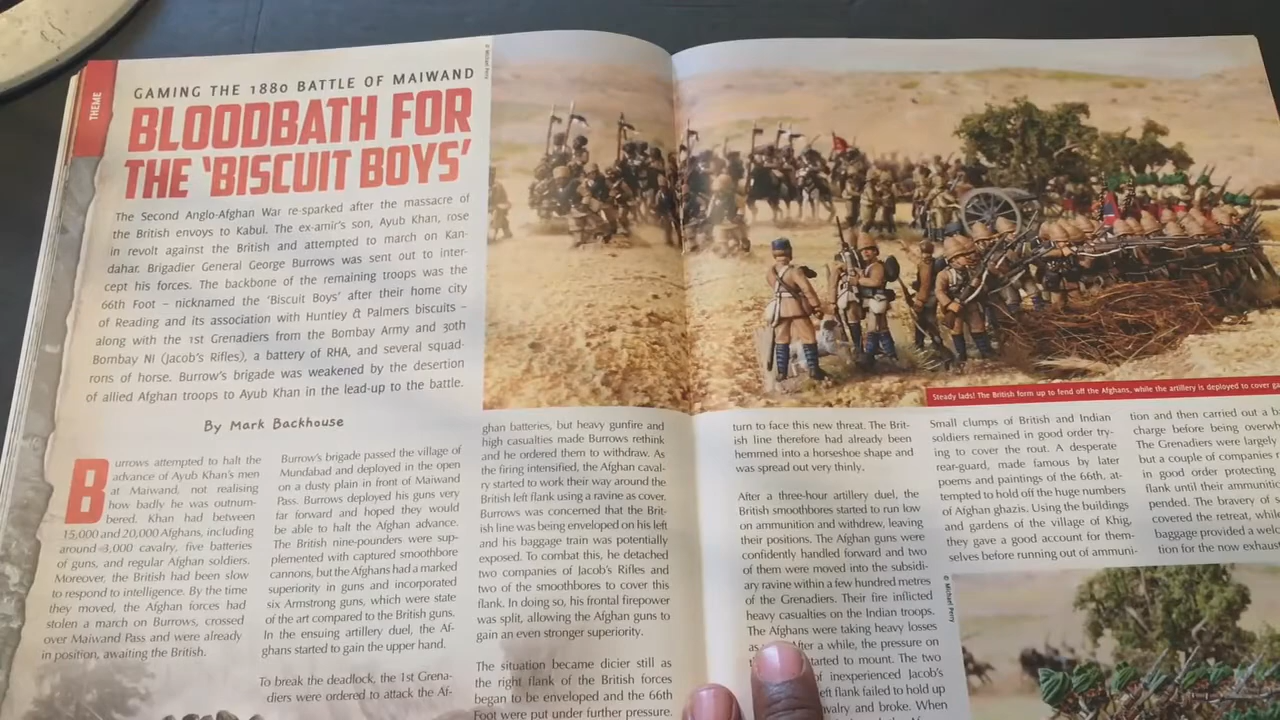 THEME
GAMING THE 1880 BATTLE OF MAIWAND
BLOODBATH FOR
THE 'BISCUIT BOYS'
The Second Anglo-Afghan War re-sparked after the massacre of
the British envoys to Kabul. The ex-amir's son, Ayub Khan, rose
in revolt against the British and attempted to march on Kan-
dahar. Brigadier General George Burrows was sent out to inter-
cept his forces. The backbone of the remaining troops was the
66th Foot – nicknamed the 'Biscuit Boys' after their home city
of Reading and its association with Huntley & Palmers biscuits –
along with the 1st Grenadiers from the Bombay Army and 30th
Bombay NI (Jacob's Rifles), a battery of RHA, and several squad-
rons of horse. Burrow's brigade was weakened by the desertion
of allied Afghan troops to Ayub Khan in the lead-up to the battle.
By Mark Backhouse
Burrows attempted to halt the
advance of Ayub Khan's men
at Maiwand, not realising
how badly he was outnum-
bered. Khan had between
15,000 and 20,000 Afghans, including
around 3,000 cavalry, five batteries
of guns, and regular Afghan soldiers.
Moreover, the British had been slow
to respond to intelligence. By the time
they moved, the Afghan forces had
stolen a march on Burrows, crossed
over Maiwand Pass and were already
in position, awaiting the British.
Burrow's brigade passed the village of
Mundabad and deployed in the open
on a dusty plain in front of Maiwand
Pass. Burrows deployed his guns very
far forward and hoped they would
be able to halt the Afghan advance.
The British nine-pounders were sup-
plemented with captured smoothbore
cannons, but the Afghans had a marked
superiority in guns and incorporated
six Armstrong guns, which were state
of the art compared to the British guns.
In the ensuing artillery duel, the Af-
ghans started to gain the upper hand.
To break the deadlock, the 1st Grena-
diers were ordered to attack the Af-
ghan batteries, but heavy gunfire and
high casualties made Burrows rethink
and he ordered them to withdraw. As
the firing intensified, the Afghan caval-
ry started to work their way around the
British left flank using a ravine as cover.
Burrows was concerned that the Brit-
ish line was being enveloped on his left
and his baggage train was potentially
exposed. To combat this, he detached
two companies of Jacob's Rifles and
two of the smoothbores to cover this
flank. In doing so, his frontal firepower
was split, allowing the Afghan guns to
gain an even stronger superiority.
The situation became dicier still as
the right flank of the British forces
began to be enveloped and the 66th
Foot were put under further pressure.
© Michael Perry
Steady lads! The British form up to fend off the Afghans, while the artillery is deployed to cover
turn to face this new threat. The Brit-
ish line therefore had already been
hemmed into a horseshoe shape and
was spread out very thinly.
After a three-hour artillery duel, the
British smoothbores started to run low
on ammunition and withdrew, leaving
their positions. The Afghan guns were
confidently handled forward and two
of them were moved into the subsidi-
ary ravine within a few hundred metres
of the Grenadiers. Their fire inflicted
heavy casualties on the Indian troops.
The Afghans were taking heavy losses
as After a while, the pressure on
started to mount. The two
of inexperienced Jacob's
left flank failed to hold up
cavalry and broke. When
Small clumps of British and Indian
soldiers remained in good order try-
ing to cover the rout. A desperate
rear-guard, made famous by later
poems and paintings of the 66th, at-
tempted to hold off the huge numbers
of Afghan ghazis. Using the buildings
and gardens of the village of Khig,
they gave a good account for them-
selves before running out of ammuni-
tion and then carried out a
charge before being
The Grenadiers were largely
but a couple of companies
in good order protecting
flank until their
pended. The bravery of
covered the retreat, while
baggage provided a
tion for the now
© Michael Perry